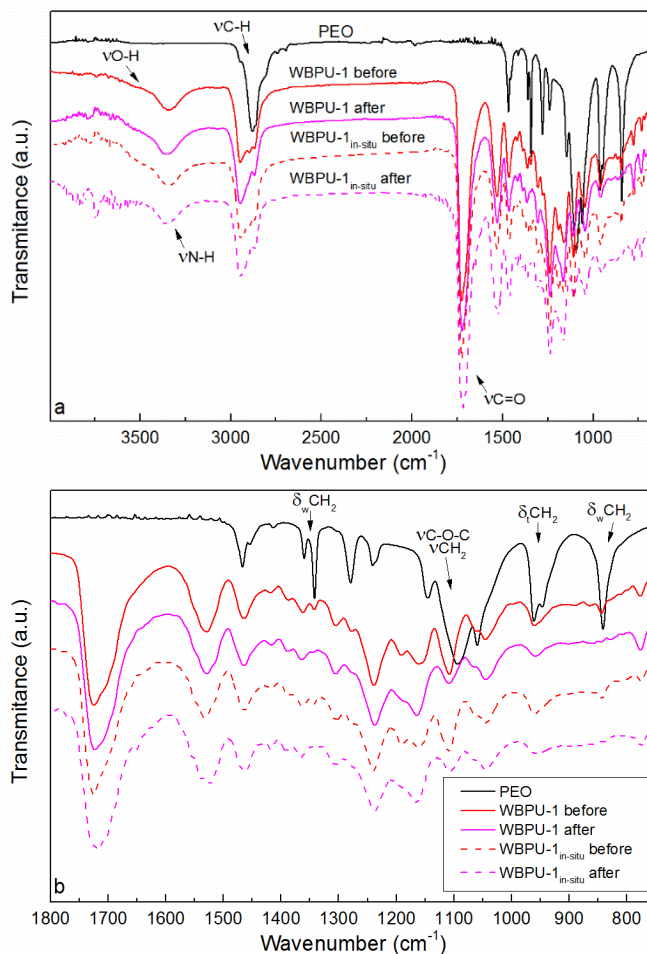 νC-H
PEO
νO-H
WBPU-1 before
WBPU-1 after
WBPU-1in-situ before
WBPU-1in-situ after
νN-H
νC=O
a
Transmitance (a.u.)
3500 3000 2500 2000 1500 1000
Wavenumber (cm-1)
δwCH2
δtCH2
δwCH2
νC-O-C
νCH2
Transmitance (a.u.)
PEO
WBPU-1 before
WBPU-1 after
WBPU-1in-situ before
WBPU-1in-situ after
b
1800 1700 1600 1500 1400 1300 1200 1100 1000 900 800
Wavenumber (cm-1)